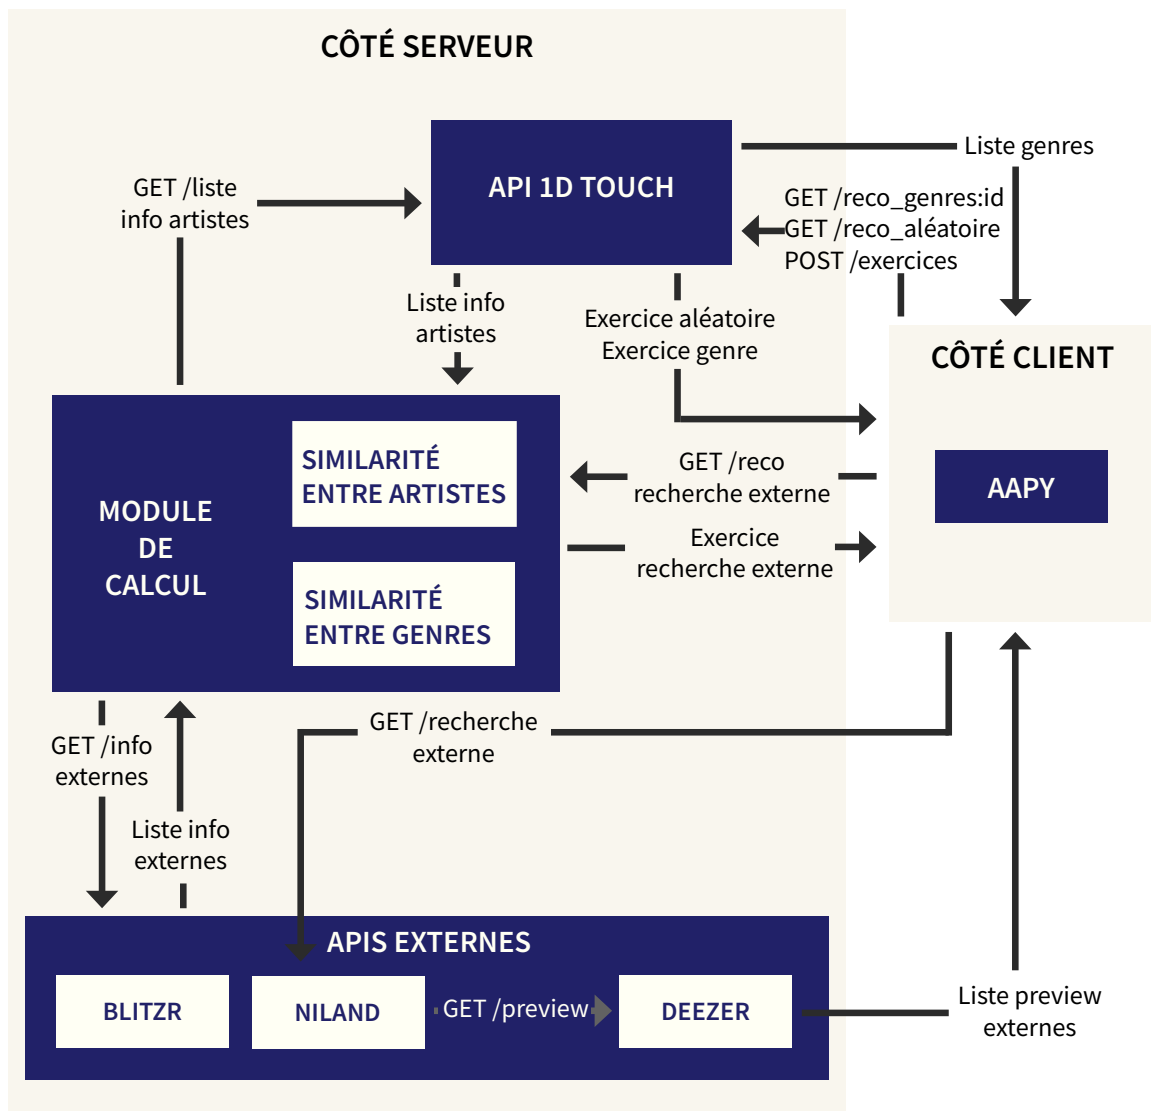 CÔTÉ SERVEUR
API 1D TOUCH
Liste genres
GET /liste
info artistes
GET /reco_genres:id
GET /reco_aléatoire
POST /exercices
Liste info
artistes
Exercice aléatoire
Exercice genre
CÔTÉ CLIENT
AAPY
MODULE
DE
CALCUL
SIMILARITÉ
ENTRE ARTISTES
SIMILARITÉ
ENTRE GENRES
GET /reco
recherche externe
Exercice
recherche externe
GET /recherche
externe
GET /info
externes
Liste info
externes
APIS EXTERNES
BLITZR
NILAND
GET /preview
DEEZER
Liste preview
externes